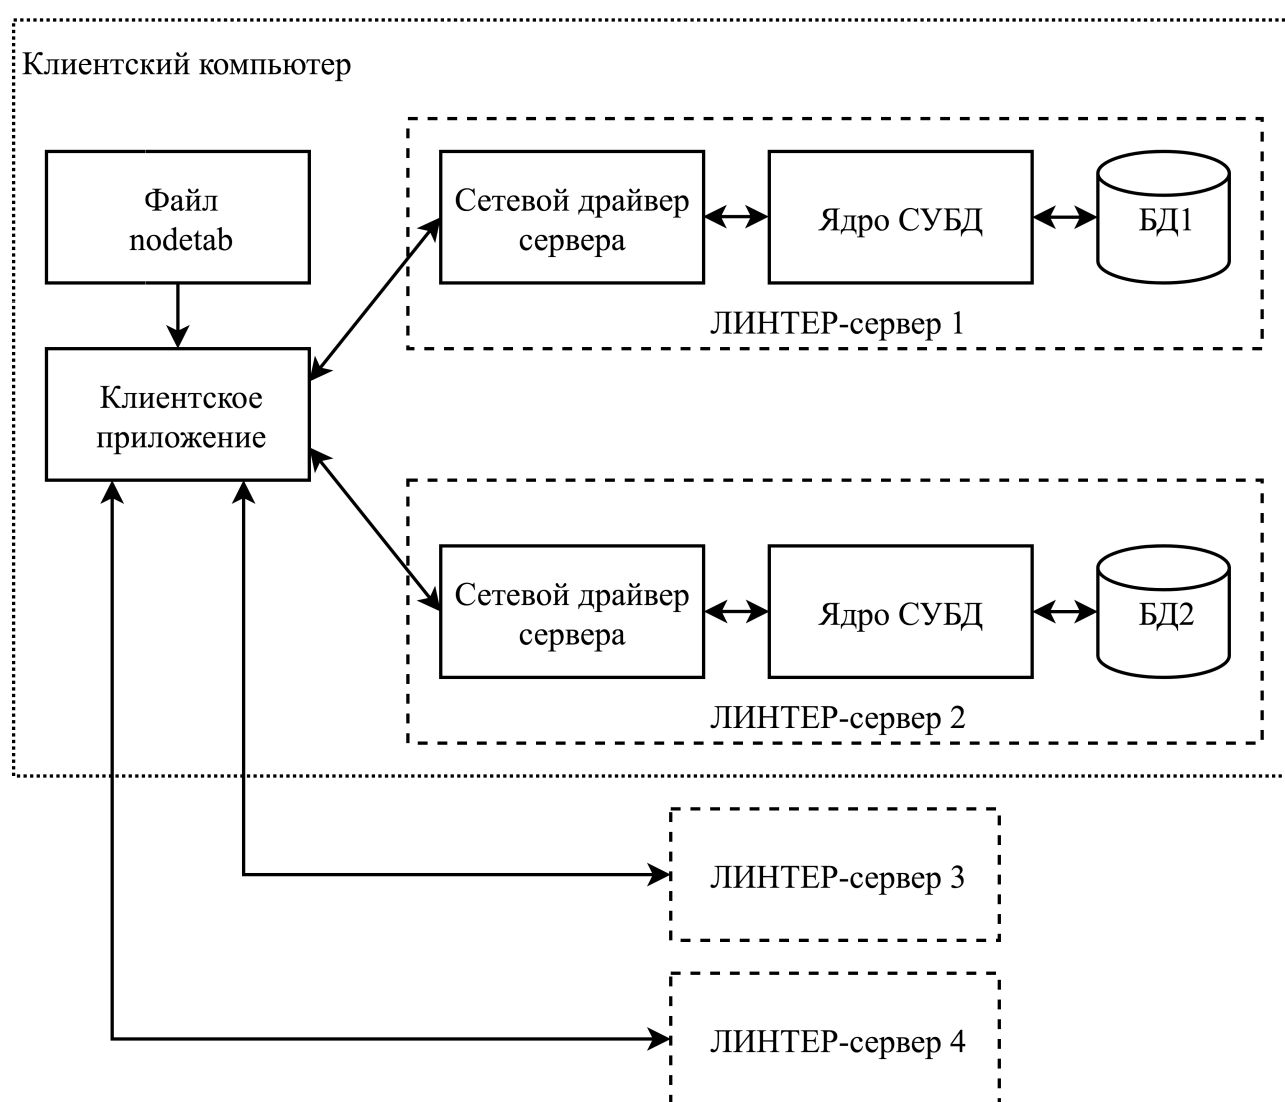 Клиентский компьютер
Файл
nodetab
Сетевой драйвер
сервера
Ядро СУБД
БД1
ЛИНТЕР-сервер 1
Клиентское
приложение
Сетевой драйвер
сервера
Ядро СУБД
БД2
ЛИНТЕР-сервер 2
ЛИНТЕР-сервер 3
ЛИНТЕР-сервер 4